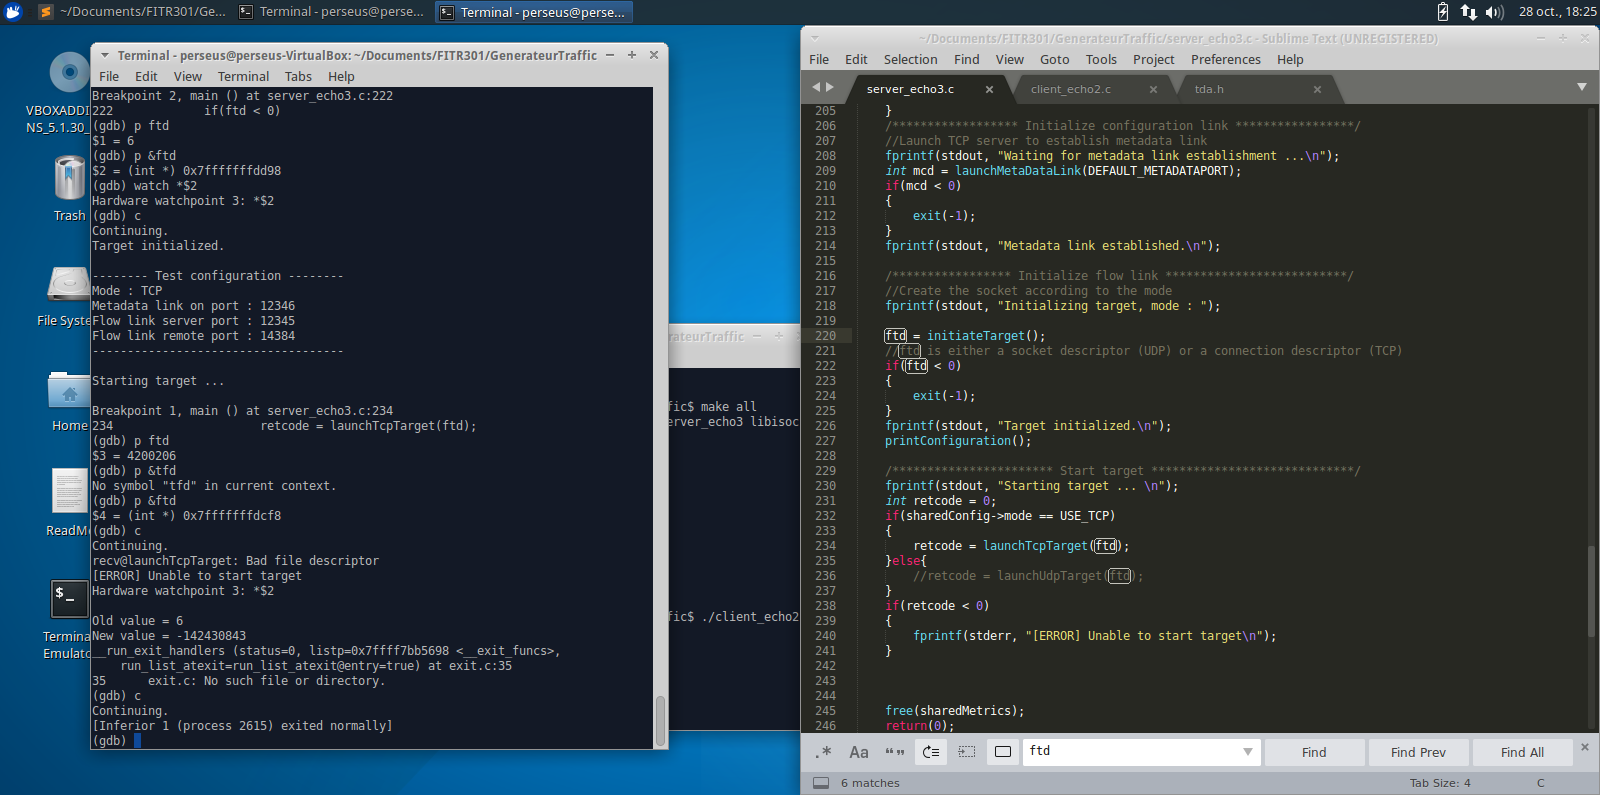 ~/Documents/FITR301/Ge...
Terminal - perseus@perse...
Terminal - perseus@perse...
28 oct., 18:25
VBOXADDI
NS_5.1.30_
Trash
File Syste
Home
ReadMe
Termina
Emulato
Terminal - perseus@perseus-VirtualBox: ~/Documents/FITR301/GenerateurTraffic
File Edit View Terminal Tabs Help
Breakpoint 2, main () at server_echo3.c:222
222 if(ftd < 0)
(gdb) p ftd
$1 = 6
(gdb) p &ftd
$2 = (int *) 0x7fffffffdd98
(gdb) watch *$2
Hardware watchpoint 3: *$2
(gdb) c
Continuing.
Target initialized.
-------- Test configuration --------
Mode : TCP
Metadata link on port : 12346
Flow link server port : 12345
Flow link remote port : 14384
------------------------------------
Starting target ...
Breakpoint 1, main () at server_echo3.c:234
234 retcode = launchTcpTarget(ftd);
(gdb) p ftd
$3 = 4200206
(gdb) p &tfd
No symbol "tfd" in current context.
(gdb) p &ftd
$4 = (int *) 0x7fffffffdcf8
(gdb) c
Continuing.
recv@launchTcpTarget: Bad file descriptor
[ERROR] Unable to start target
Hardware watchpoint 3: *$2
Old value = 6
New value = -142430843
__run_exit_handlers (status=0, listp=0x7ffff7bb5698 <__exit_funcs>,
run_list_atexit=run_list_atexit@entry=true) at exit.c:35
35 exit.c: No such file or directory.
(gdb) c
Continuing.
[Inferior 1 (process 2615) exited normally]
(gdb)
erateurTraffic
fic$ make all
erver_echo3 libisoc
fic$ ./client_echo2
~/Documents/FITR301/GenerateurTraffic/server_echo3.c - Sublime Text (UNREGISTERED)
File Edit Selection Find View Goto Tools Project Preferences Help
server_echo3.c client_echo2.c tda.h
205 }
206 /****************** Initialize configuration link *****************/
207 //Launch TCP server to establish metadata link
208 fprintf(stdout, "Waiting for metadata link establishment ...\n");
209 int mcd = launchMetaDataLink(DEFAULT_METADATAPORT);
210 if(mcd < 0)
211 {
212 exit(-1);
213 }
214 fprintf(stdout, "Metadata link established.\n");
215
216 /***************** Initialize flow link **************************/
217 //Create the socket according to the mode
218 fprintf(stdout, "Initializing target, mode : ");
219
220 ftd = initiateTarget();
221 //ftd is either a socket descriptor (UDP) or a connection descriptor (TCP)
222 if(ftd < 0)
223 {
224 exit(-1);
225 }
226 fprintf(stdout, "Target initialized.\n");
227 printConfiguration();
228
229 /*********************** Start target *****************************/
230 fprintf(stdout, "Starting target ... \n");
231 int retcode = 0;
232 if(sharedConfig->mode == USE_TCP)
233 {
234 retcode = launchTcpTarget(ftd);
235 }else{
236 //retcode = launchUdpTarget(ftd);
237 }
238 if(retcode < 0)
239 {
240 fprintf(stderr, "[ERROR] Unable to start target\n");
241 }
242
243
244
245 free(sharedMetrics);
246 return(0);
.* Aa “” ftd Find Find Prev Find All
6 matches Tab Size: 4 C